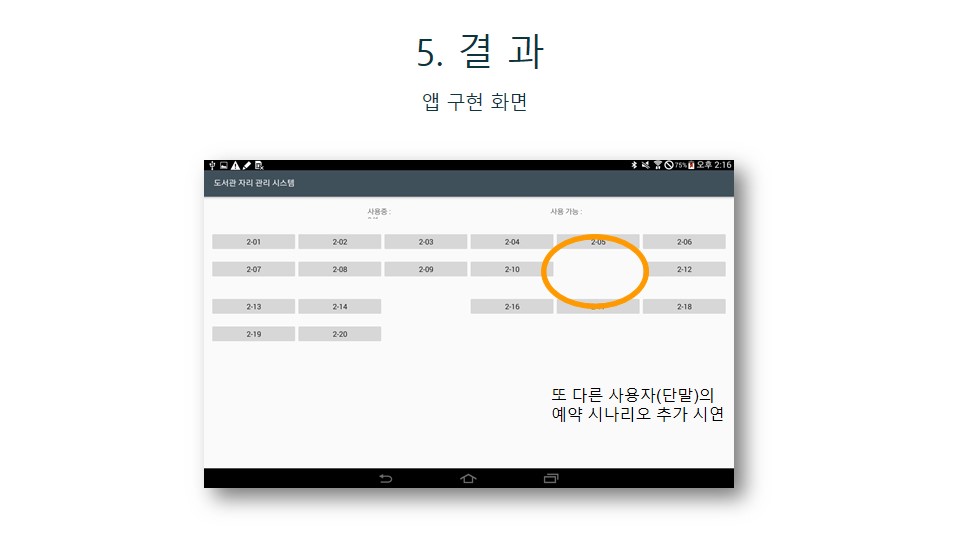 5. 결 과
앱 구현 화면
75% 오후 2:16
도서관 자리 관리 시스템
사용중 : 사용 가능 :
2-01 2-02 2-03 2-04 2-05 2-06
2-07 2-08 2-09 2-10 2-12
2-13 2-14 2-16 2-18
2-19 2-20
또 다른 사용자(단말)의
예약 시나리오 추가 시연